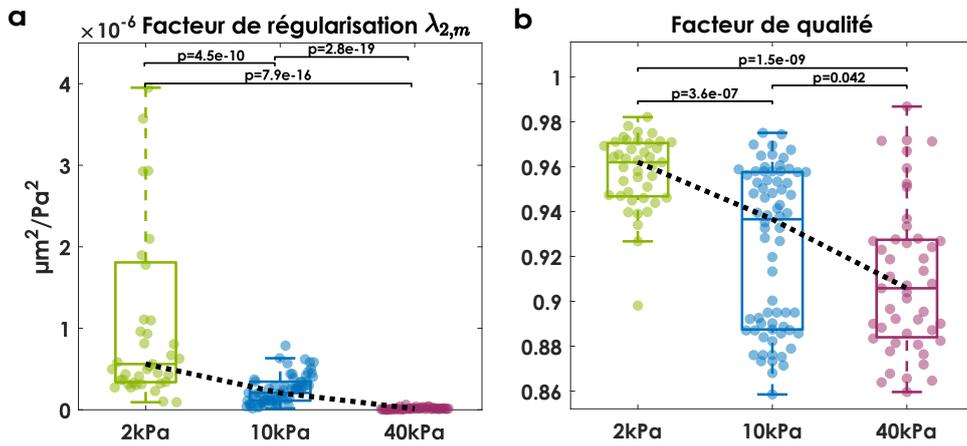 a
×10⁻⁶ Facteur de régularisation λ₂,ₘ
p=2.8e-19
p=4.5e-10
p=7.9e-16
4
3
2
1
0
µm²/Pa²
2kPa 10kPa 40kPa
b
Facteur de qualité
p=1.5e-09
p=0.042
p=3.6e-07
1
0.98
0.96
0.94
0.92
0.9
0.88
0.86
2kPa 10kPa 40kPa